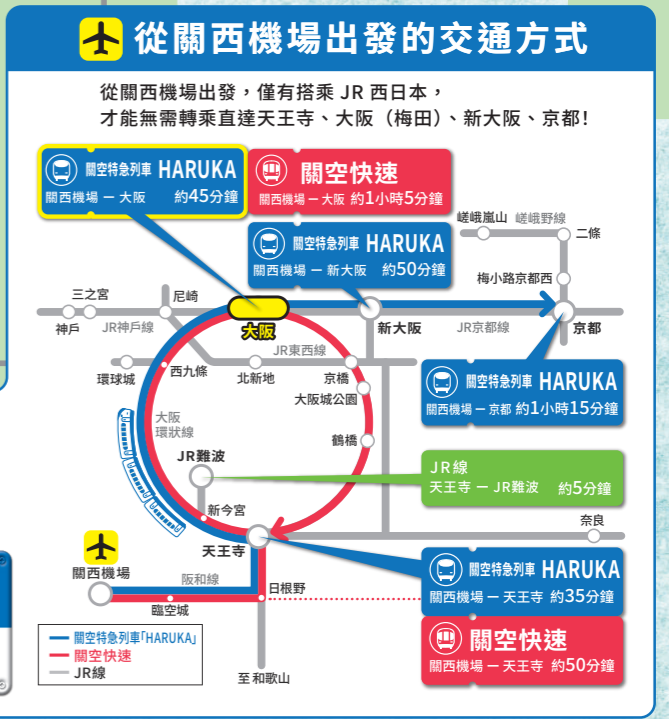 從關西機場出發的交通方式
從關西機場出發，僅有搭乘 JR 西日本，
才能無需轉乘直達天王寺、大阪（梅田）、新大阪、京都！
關空特急列車 HARUKA
關西機場 — 大阪 約45分鐘
關空快速
關西機場 — 大阪 約1小時5分鐘
關空特急列車 HARUKA
關西機場 — 新大阪 約50分鐘
嵯峨嵐山 嵯峨野線
二條
梅小路京都西
三之宮
尼崎
神戶
JR神戶線
大阪
新大阪
JR京都線
京都
JR東西線
環球城
西九條
北新地
京橋
大阪城公園
關空特急列車 HARUKA
關西機場 — 京都 約1小時15分鐘
大阪
環狀線
鶴橋
JR難波
JR線
天王寺 — JR難波 約5分鐘
新今宮
奈良
天王寺
關西機場
阪和線
日根野
臨空城
關空特急列車 HARUKA
關西機場 — 天王寺 約35分鐘
關空快速
關西機場 — 天王寺 約50分鐘
關空特急列車「HARUKA」
關空快速
JR線
至和歌山